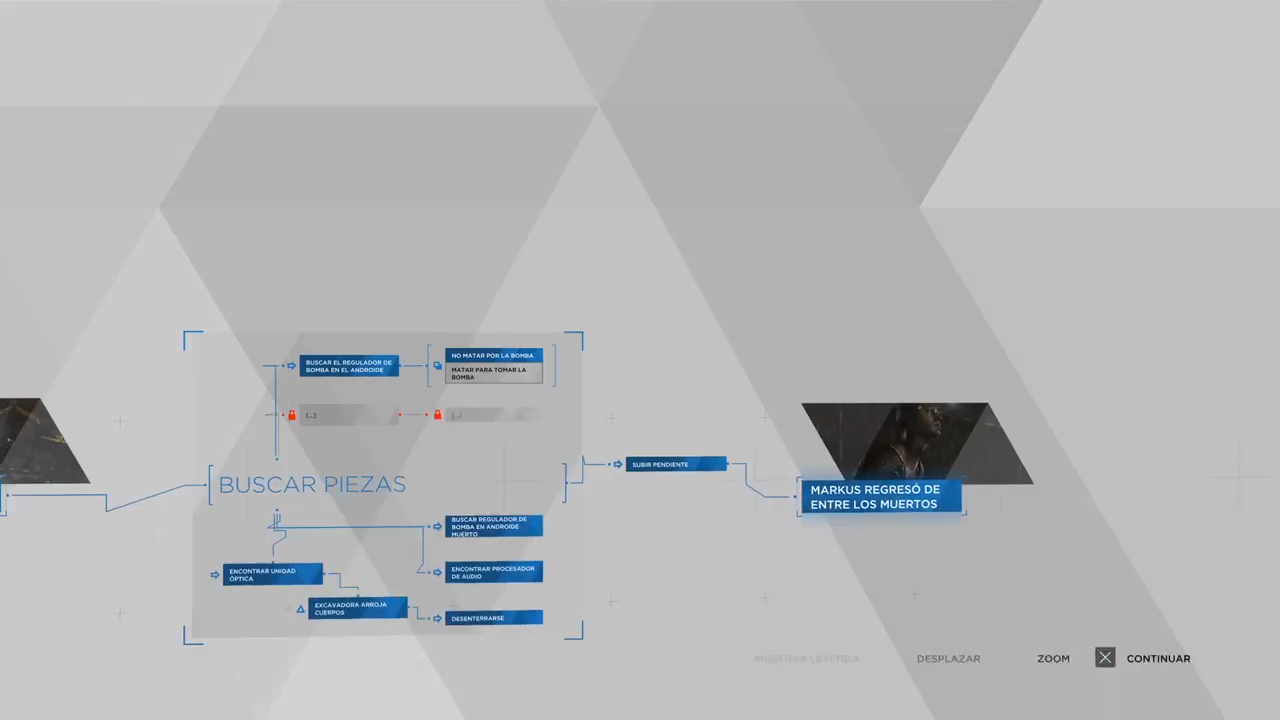 BUSCAR EL REGULADOR DE
BOMBA EN EL ANDROIDE
NO MATAR POR LA BOMBA
MATAR PARA TOMAR LA
BOMBA
[...]
[...]
BUSCAR PIEZAS
SUBIR PENDIENTE
MARKUS REGRESÓ DE
ENTRE LOS MUERTOS
BUSCAR REGULADOR DE
BOMBA EN ANDROIDE
MUERTO
ENCONTRAR UNIDAD
ÓPTICA
ENCONTRAR PROCESADOR
DE AUDIO
EXCAVADORA ARROJA
CUERPOS
DESENTERRARSE
MOSTRAR LEYENDA
DESPLAZAR
ZOOM
CONTINUAR